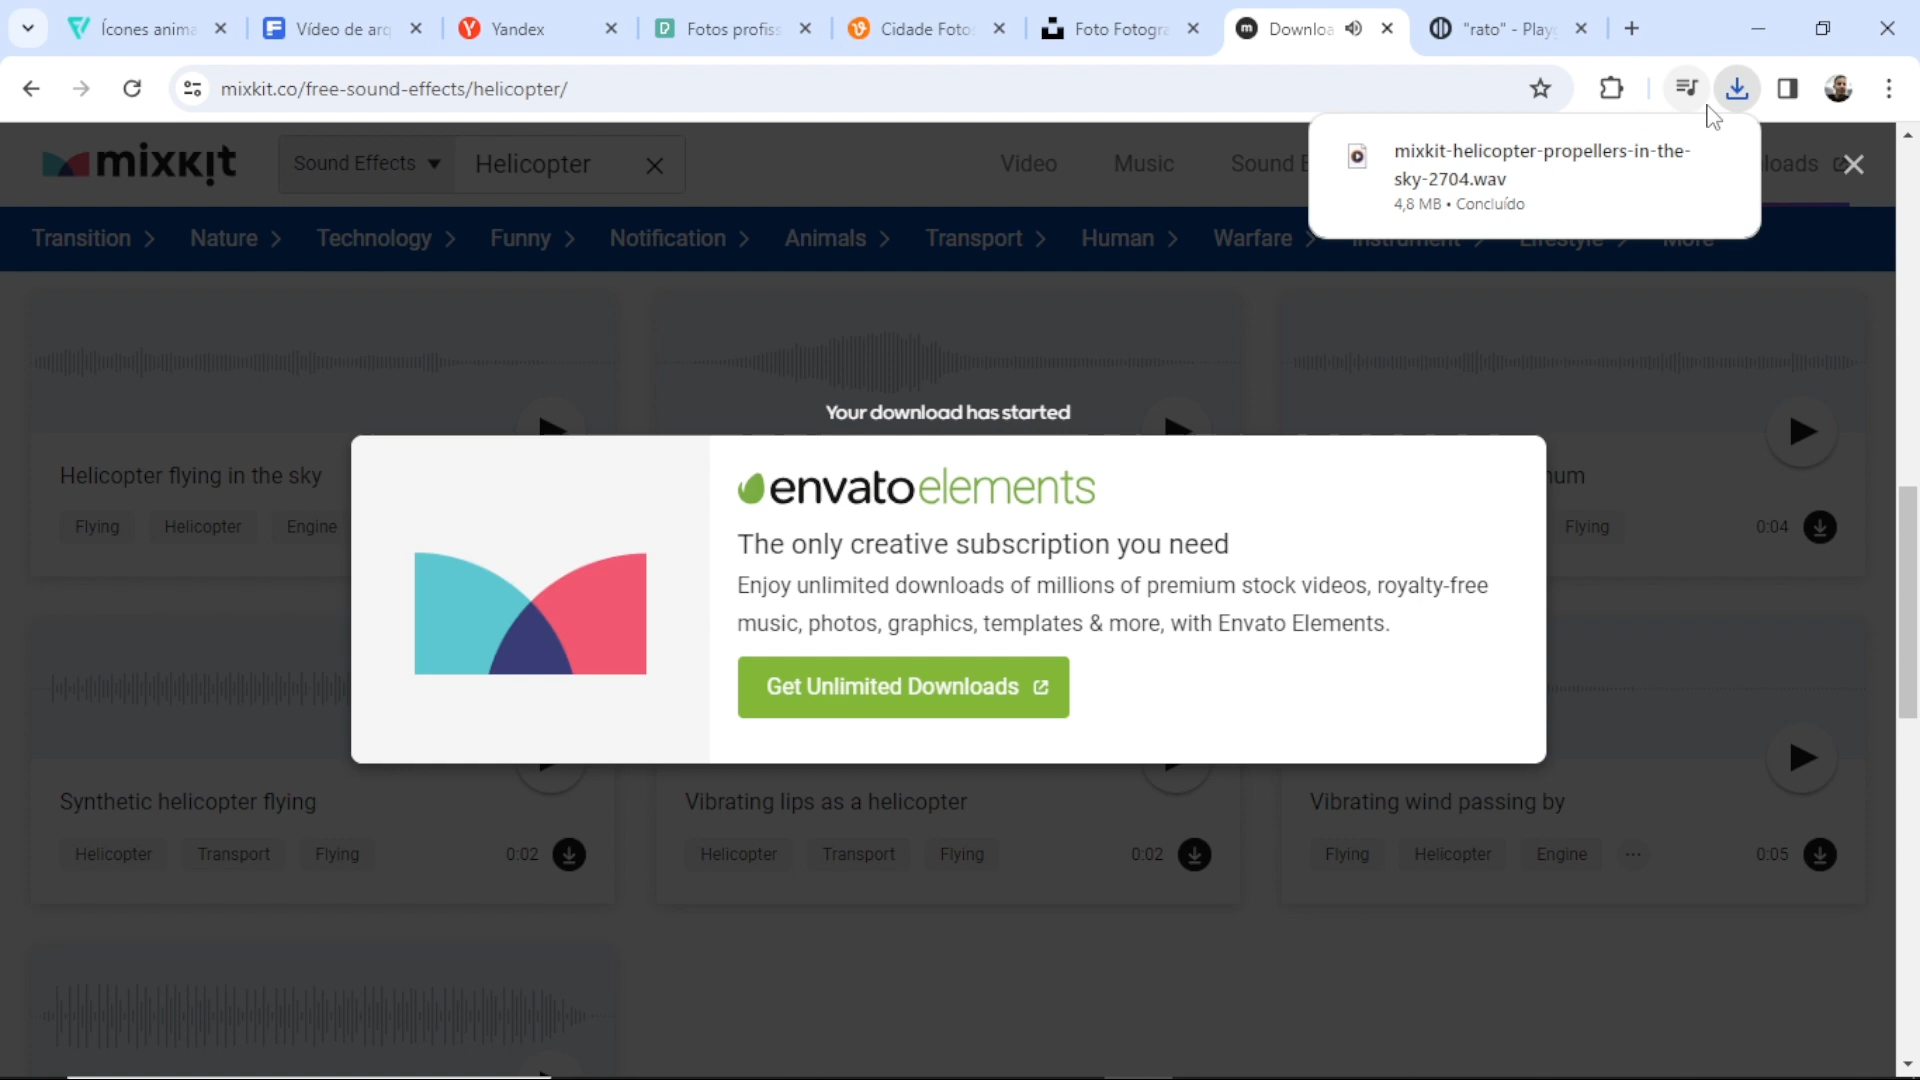 Ícones anima
Vídeo de arq
Yandex
Fotos profiss
Cidade Foto
Foto Fotogra
Downloa
"rato" - Play
mixkit.co/free-sound-effects/helicopter/
mixkit-helicopter-propellers-in-the-
sky-2704.wav
4,8 MB • Concluído
mixkit
Sound Effects
Helicopter
Video
Music
Sound E
loads
Transition
Nature
Technology
Funny
Notification
Animals
Transport
Human
Warfare
Instrument
Lifestyle
More
Your download has started
envatoelements
The only creative subscription you need
Enjoy unlimited downloads of millions of premium stock videos, royalty-free
music, photos, graphics, templates & more, with Envato Elements.
Get Unlimited Downloads
Helicopter flying in the sky
Flying
Helicopter
Engine
Flying
0:04
Synthetic helicopter flying
Helicopter
Transport
Flying
0:02
Vibrating lips as a helicopter
Helicopter
Transport
Flying
0:02
Vibrating wind passing by
Flying
Helicopter
Engine
...
0:05